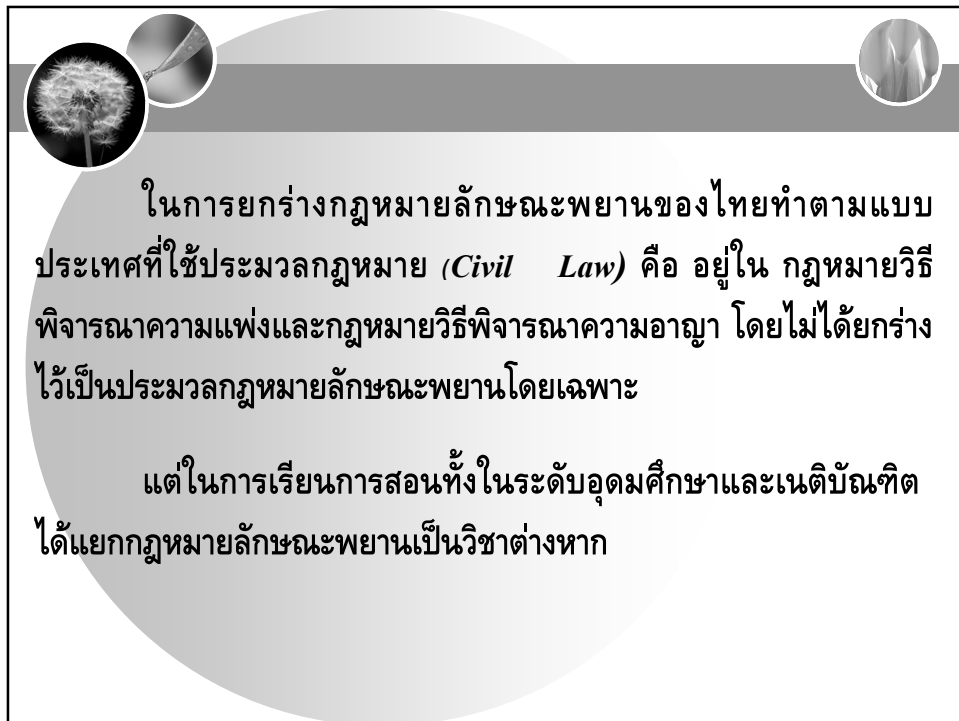 ในการยกร่างกฎหมายลักษณะพยานของไทยทำตามแบบ
ประเทศที่ใช้ประมวลกฎหมาย (Civil Law) คือ อยู่ใน กฎหมายวิธี
พิจารณาความแพ่งและกฎหมายวิธีพิจารณาความอาญา โดยไม่ได้ยกร่าง
ไว้เป็นประมวลกฎหมายลักษณะพยานโดยเฉพาะ
แต่ในการเรียนการสอนทั้งในระดับอุดมศึกษาและเนติบัณฑิต
ได้แยกกฎหมายลักษณะพยานเป็นวิชาต่างหาก